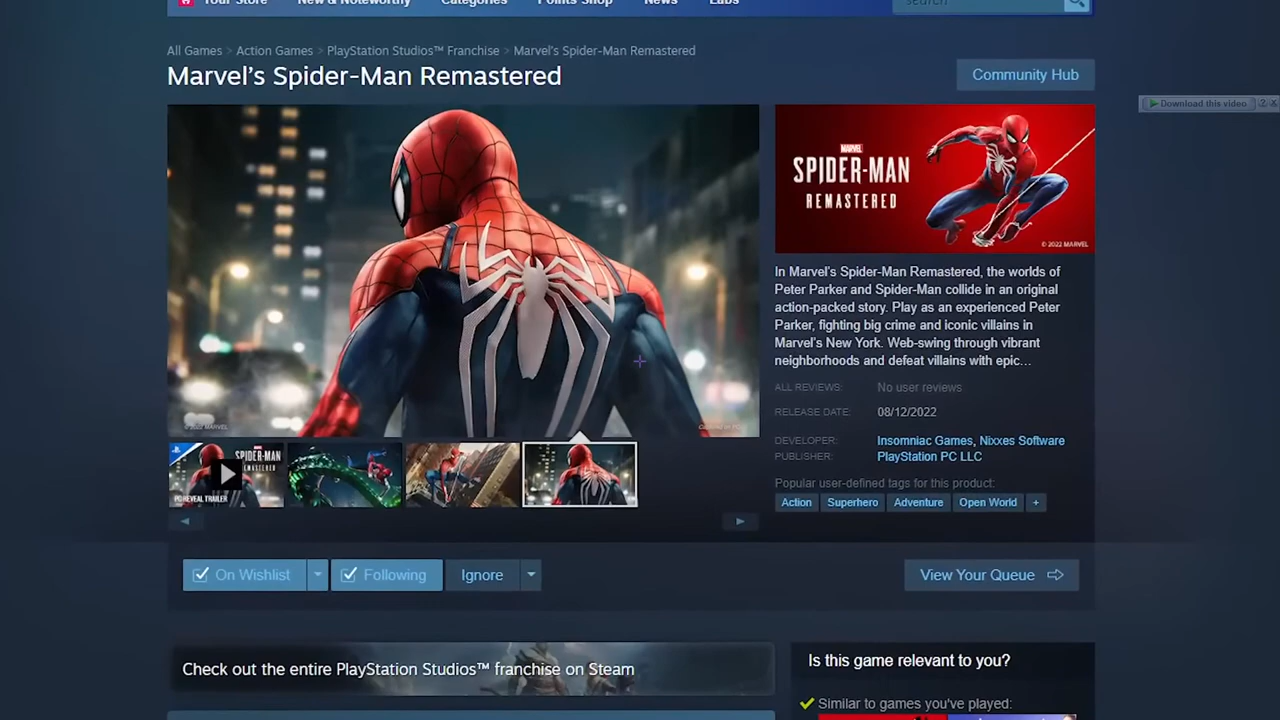 Your Store New & Noteworthy Categories Points Shop News Labs search
Download this video ? X
All Games > Action Games > PlayStation Studios™ Franchise > Marvel's Spider-Man Remastered
Marvel's Spider-Man Remastered
Community Hub
MARVEL
SPIDER-MAN
REMASTERED
© 2022 MARVEL
In Marvel's Spider-Man Remastered, the worlds of
Peter Parker and Spider-Man collide in an original
action-packed story. Play as an experienced Peter
Parker, fighting big crime and iconic villains in
Marvel's New York. Web-swing through vibrant
neighborhoods and defeat villains with epic...
ALL REVIEWS: No user reviews
RELEASE DATE: 08/12/2022
DEVELOPER: Insomniac Games, Nixxes Software
PUBLISHER: PlayStation PC LLC
Popular user-defined tags for this product:
Action Superhero Adventure Open World +
© 2022 MARVEL
SPIDER-MAN
REMASTERED
PC REVEAL TRAILER
On Wishlist Following Ignore View Your Queue
Check out the entire PlayStation Studios™ franchise on Steam
Is this game relevant to you?
Similar to games you've played: